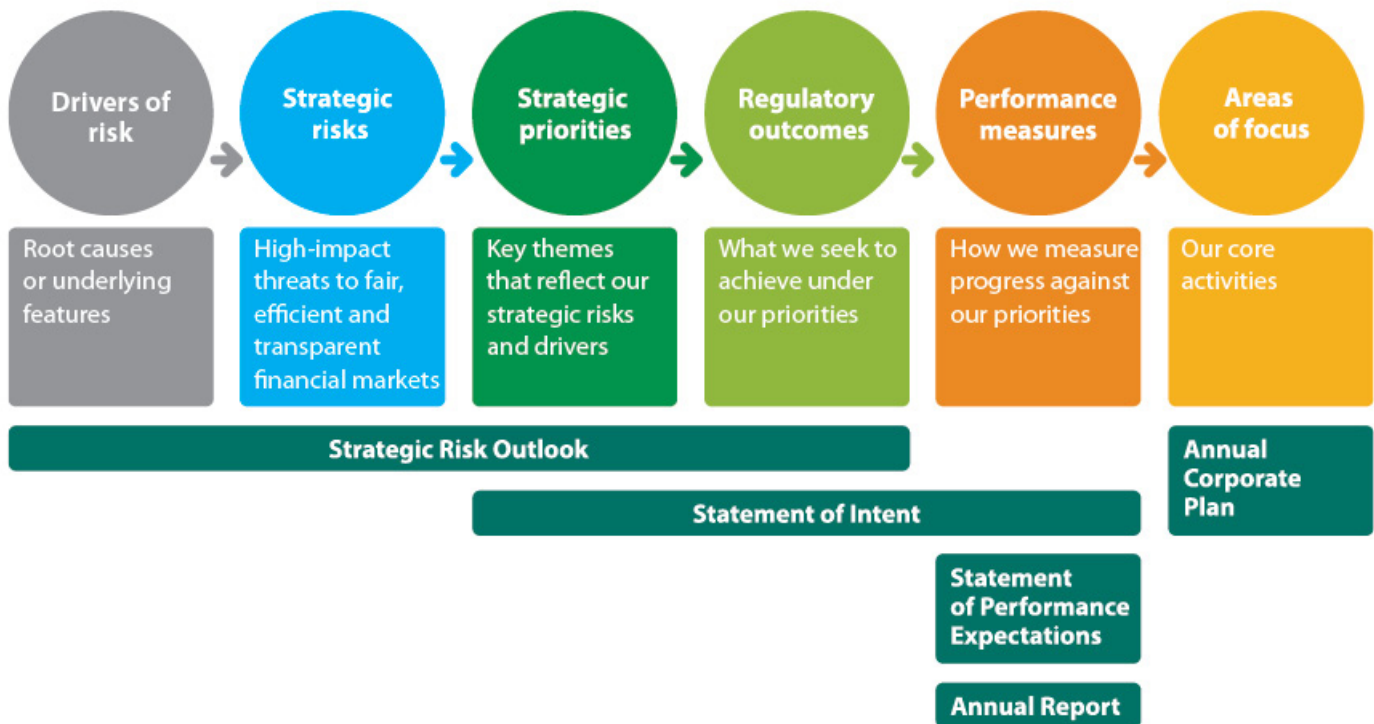 Drivers of
risk
Strategic
risks
Strategic
priorities
Regulatory
outcomes
Performance
measures
Areas
of focus
Root causes
or underlying
features
High-impact
threats to fair,
efficient and
transparent
financial markets
Key themes
that reflect our
strategic risks
and drivers
What we seek to
achieve under
our priorities
How we measure
progress against
our priorities
Our core
activities
Strategic Risk Outlook
Annual
Corporate
Plan
Statement of Intent
Statement
of Performance
Expectations
Annual Report